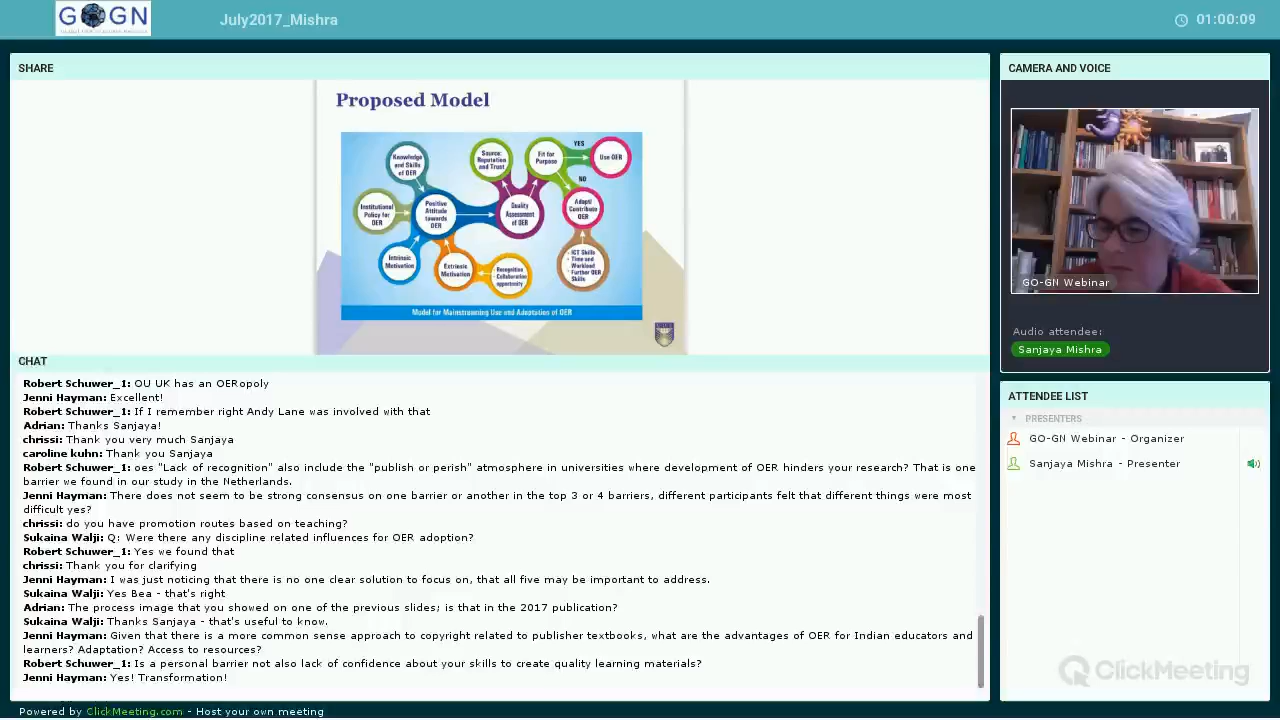 GOGN
July2017_Mishra
01:00:09
SHARE
Proposed Model
Knowledge
and Skills
of OER
Source:
Reputation
and Trust
Fit for
Purpose
YES
Use OER
NO
Institutional
Policy for
OER
Positive
Attitude
towards
OER
Quality
Assessment
of OER
Adapt/
Contribute
OER
Intrinsic
Motivation
Extrinsic
Motivation
Recognition
- Collaboration
opportunity
- ICT Skills
- Time and
Workload
- Further OER
Skills
Model for Mainstreaming Use and Adaptation of OER
CAMERA AND VOICE
GO-GN Webinar
Audio attendee:
Sanjaya Mishra
CHAT
Robert Schuwer_1: OU UK has an OERopoly
Jenni Hayman: Excellent!
Robert Schuwer_1: If I remember right Andy Lane was involved with that
Adrian: Thanks Sanjaya!
chrissi: Thank you very much Sanjaya
caroline kuhn: Thank you Sanjaya
Robert Schuwer_1: oes "Lack of recognition" also include the "publish or perish" atmosphere in universities where development of OER hinders your research? That is one
barrier we found in our study in the Netherlands.
Jenni Hayman: There does not seem to be strong consensus on one barrier or another in the top 3 or 4 barriers, different participants felt that different things were most
difficult yes?
chrissi: do you have promotion routes based on teaching?
Sukaina Walji: Q: Were there any discipline related influences for OER adoption?
Robert Schuwer_1: Yes we found that
chrissi: Thank you for clarifying
Jenni Hayman: I was just noticing that there is no one clear solution to focus on, that all five may be important to address.
Sukaina Walji: Yes Bea - that's right
Adrian: The process image that you showed on one of the previous slides; is that in the 2017 publication?
Sukaina Walji: Thanks Sanjaya - that's useful to know.
Jenni Hayman: Given that there is a more common sense approach to copyright related to publisher textbooks, what are the advantages of OER for Indian educators and
learners? Adaptation? Access to resources?
Robert Schuwer_1: Is a personal barrier not also lack of confidence about your skills to create quality learning materials?
Jenni Hayman: Yes! Transformation!
ATTENDEE LIST
PRESENTERS
GO-GN Webinar - Organizer
Sanjaya Mishra - Presenter
ClickMeeting
Powered by ClickMeeting.com - Host your own meeting